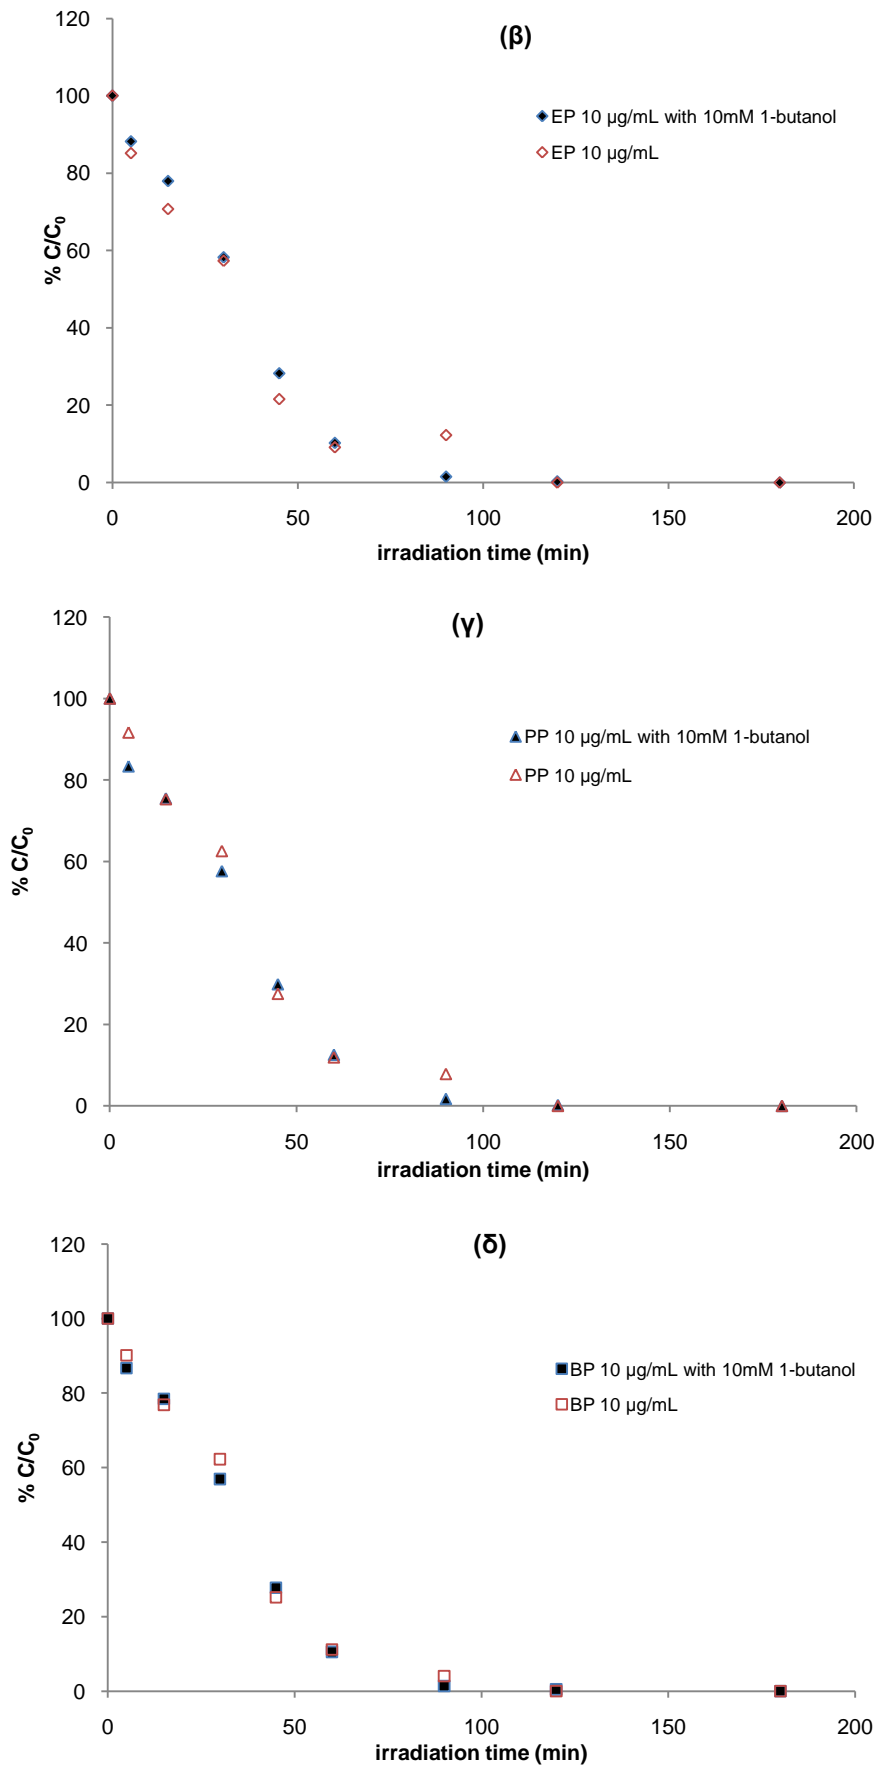 (β)
120
100
80
60
40
20
0
% C/C₀
EP 10 µg/mL with 10mM 1-butanol
EP 10 µg/mL
0 50 100 150 200
irradiation time (min)
(γ)
120
100
80
60
40
20
0
% C/C₀
PP 10 µg/mL with 10mM 1-butanol
PP 10 µg/mL
0 50 100 150 200
irradiation time (min)
(δ)
120
100
80
60
40
20
0
% C/C₀
BP 10 µg/mL with 10mM 1-butanol
BP 10 µg/mL
0 50 100 150 200
irradiation time (min)